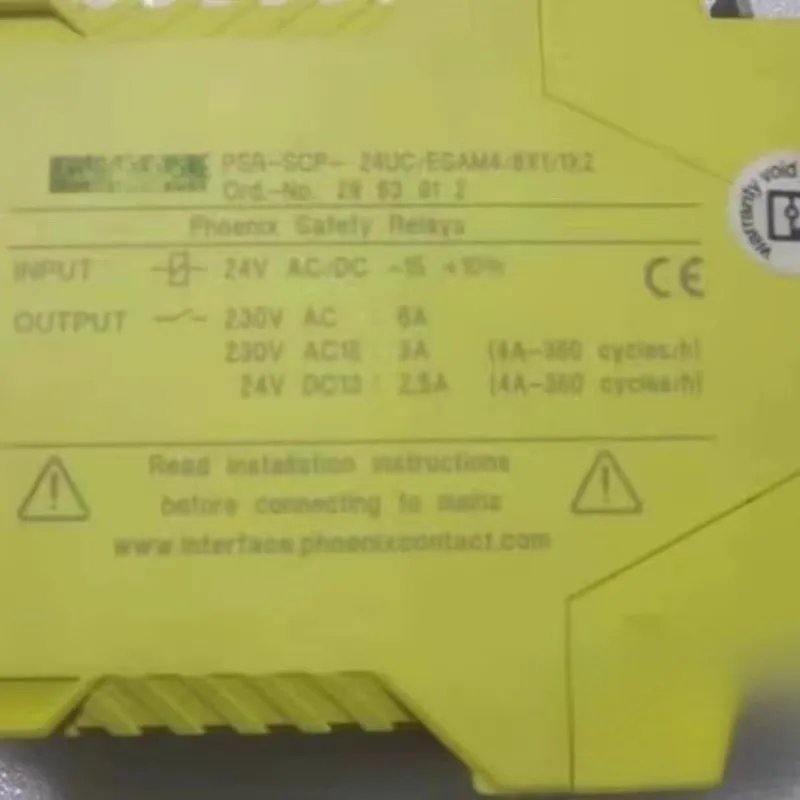 PSR-SCP- 24UC/ESAM4/8X1/1X2
Ord.-No. 29 63 91 2
Phoenix Safety Relays
INPUT 24V AC/DC -15 +10%
OUTPUT 230V AC : 6A
230V AC15 : 3A (4A-360 cycles/h)
24V DC13 : 2,5A (4A-360 cycles/h)
CE
warranty void
Read installation instructions
before connecting to mains
www.interface.phoenixcontact.com